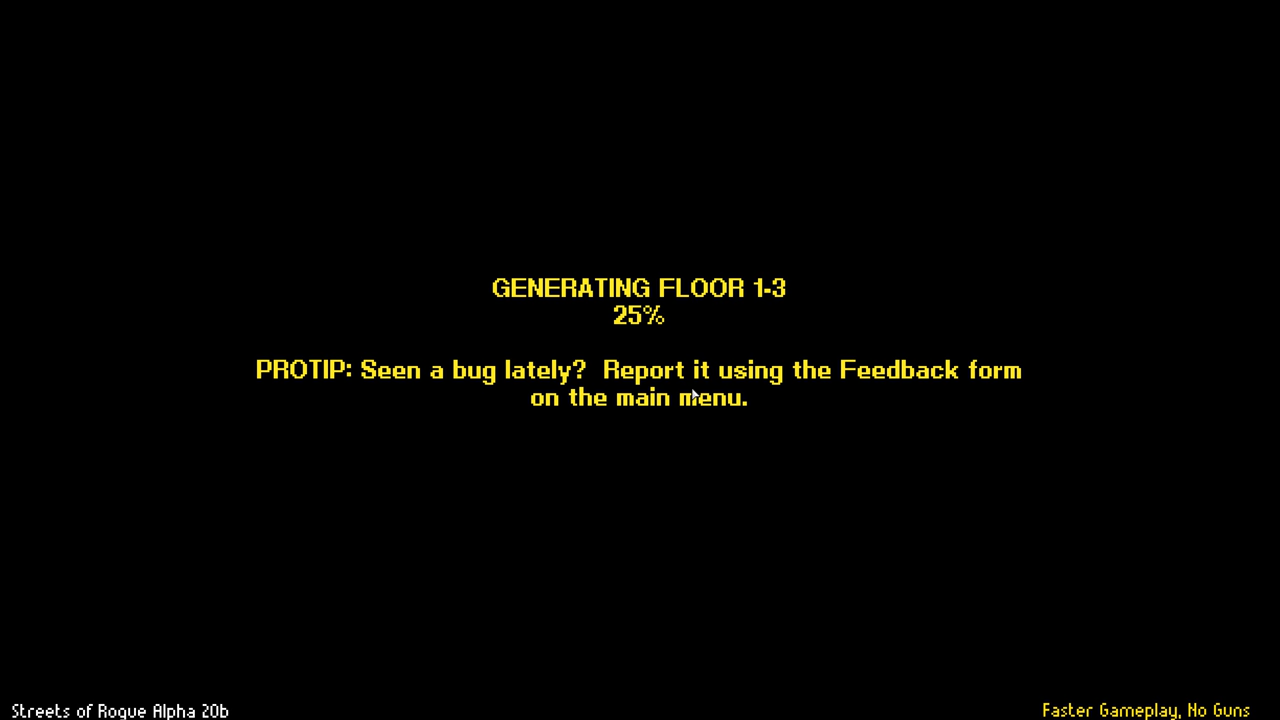 GENERATING FLOOR 1-3
25%
PROTIP: Seen a bug lately?  Report it using the Feedback form
on the main menu.
Streets of Rogue Alpha 20b
Faster Gameplay, No Guns